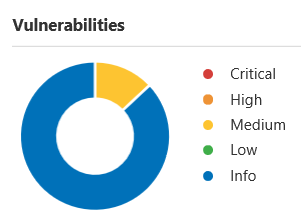 Vulnerabilities
Critical
High
Medium
Low
Info